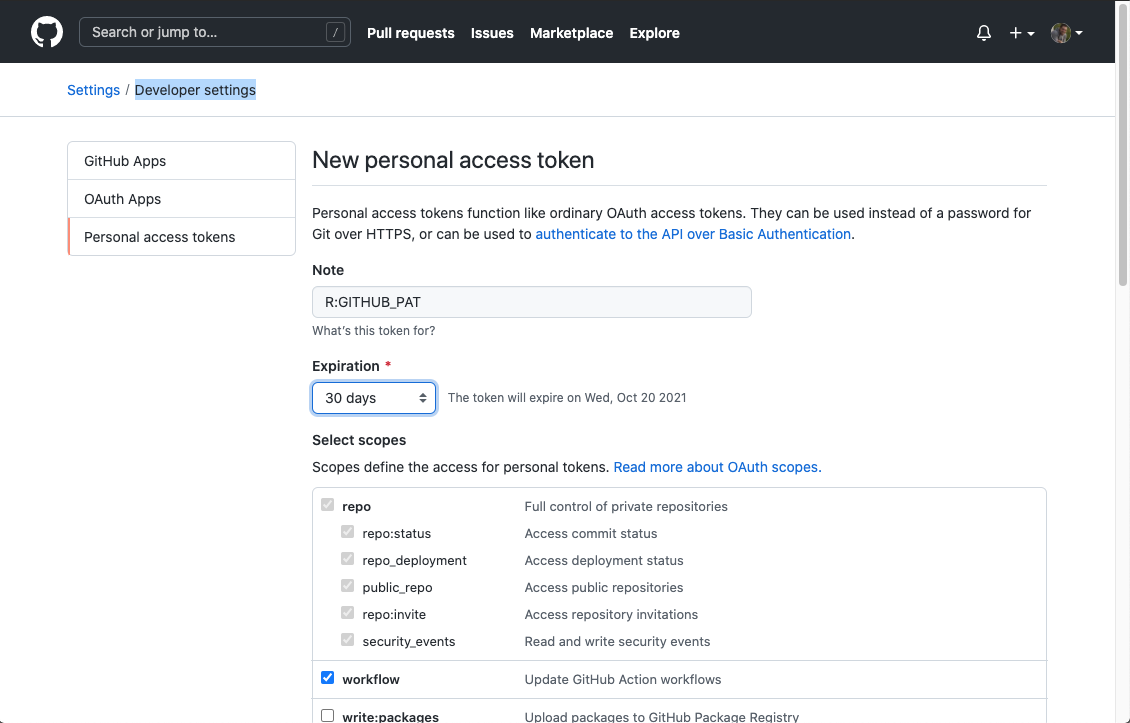 Search or jump to... / Pull requests Issues Marketplace Explore
Settings / Developer settings
GitHub Apps
OAuth Apps
Personal access tokens
New personal access token
Personal access tokens function like ordinary OAuth access tokens. They can be used instead of a password for
Git over HTTPS, or can be used to authenticate to the API over Basic Authentication.
Note
R:GITHUB_PAT
What's this token for?
Expiration *
30 days The token will expire on Wed, Oct 20 2021
Select scopes
Scopes define the access for personal tokens. Read more about OAuth scopes.
repo Full control of private repositories
repo:status Access commit status
repo_deployment Access deployment status
public_repo Access public repositories
repo:invite Access repository invitations
security_events Read and write security events
workflow Update GitHub Action workflows
write:packages Upload packages to GitHub Package Registry